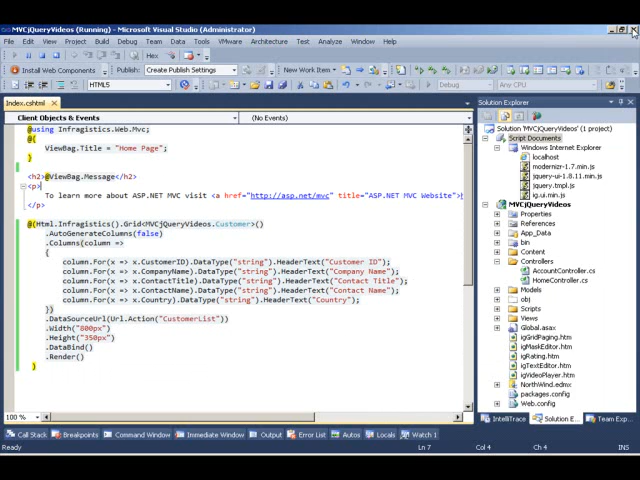 MVCjQueryVideos (Running) - Microsoft Visual Studio (Administrator)
File Edit View Project Build Debug Team Data Tools VMware Architecture Test Analyze Window Help
Hex
Install Web Components Publish: Create Publish Settings New Work Item
HTML5 Debug Any CPU
Index.cshtml
Client Objects & Events (No Events)
@using Infragistics.Web.Mvc;
@{
ViewBag.Title = "Home Page";
}
<h2>@ViewBag.Message</h2>
<p>
To learn more about ASP.NET MVC visit <a href="http://asp.net/mvc" title="ASP.NET MVC Website">h
</p>
@(Html.Infragistics().Grid<MVCjQueryVideos.Customer>()
.AutoGenerateColumns(false)
.Columns(column =>
{
column.For(x => x.CustomerID).DataType("string").HeaderText("Customer ID");
column.For(x => x.CompanyName).DataType("string").HeaderText("Company Name");
column.For(x => x.ContactTitle).DataType("string").HeaderText("Contact Title");
column.For(x => x.ContactName).DataType("string").HeaderText("Contact Name");
column.For(x => x.Country).DataType("string").HeaderText("Country");
})
.DataSourceUrl(Url.Action("CustomerList"))
.Width("800px")
.Height("350px")
.DataBind()
.Render()
)
100 %
Solution Explorer
Solution 'MVCjQueryVideos' (1 project)
Script Documents
Windows Internet Explorer
localhost
modernizr-1.7.min.js
jquery-ui-1.8.11.min.js
jquery.tmpl.js
ig.ui.min.js
MVCjQueryVideos
Properties
References
App_Data
bin
Content
Controllers
AccountController.cs
HomeController.cs
Models
obj
Scripts
Views
Global.asax
igGridPaging.htm
igMaskEditor.htm
igRating.htm
igTextEditor.htm
igVideoPlayer.htm
NorthWind.edmx
packages.config
Web.config
IntelliTrace Solution E... Team Exp...
Call Stack Breakpoints Command Window Immediate Window Output Error List Autos Locals Watch 1
Ready Ln 7 Col 4 Ch 4 INS